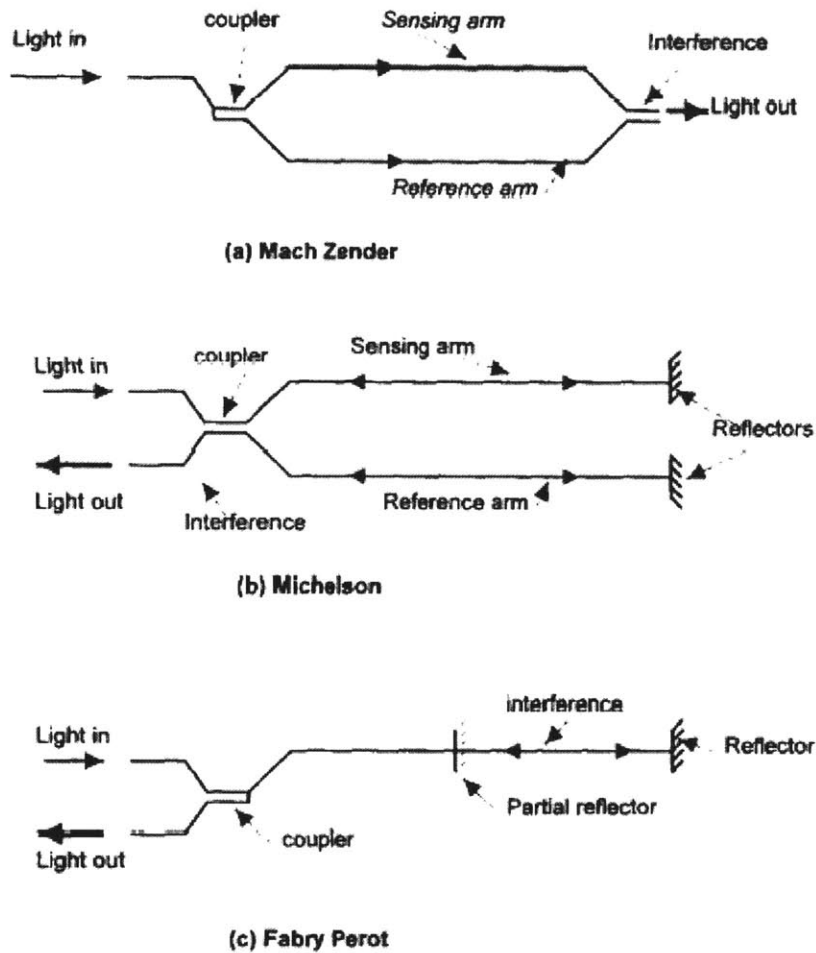 coupler
Sensing arm
Light in
Interference
Light out
Reference arm
(a) Mach Zender
Light in
coupler
Sensing arm
Reflectors
Light out
Interference
Reference arm
(b) Michelson
interference
Light in
Reflector
Partial reflector
Light out
coupler
(c) Fabry Perot